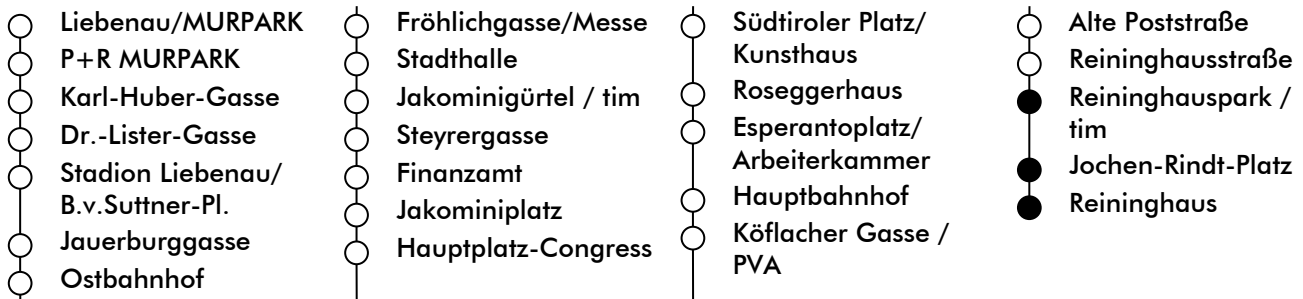 Liebenau/MURPARK
P+R MURPARK
Karl-Huber-Gasse
Dr.-Lister-Gasse
Stadion Liebenau/
B.v.Suttner-Pl.
Jauerburggasse
Ostbahnhof
Fröhlichgasse/Messe
Stadthalle
Jakominigürtel / tim
Steyrergasse
Finanzamt
Jakominiplatz
Hauptplatz-Congress
Südtiroler Platz/
Kunsthaus
Roseggerhaus
Esperantoplatz/
Arbeiterkammer
Hauptbahnhof
Köflacher Gasse /
PVA
Alte Poststraße
Reininghausstraße
Reininghauspark /
tim
Jochen-Rindt-Platz
Reininghaus